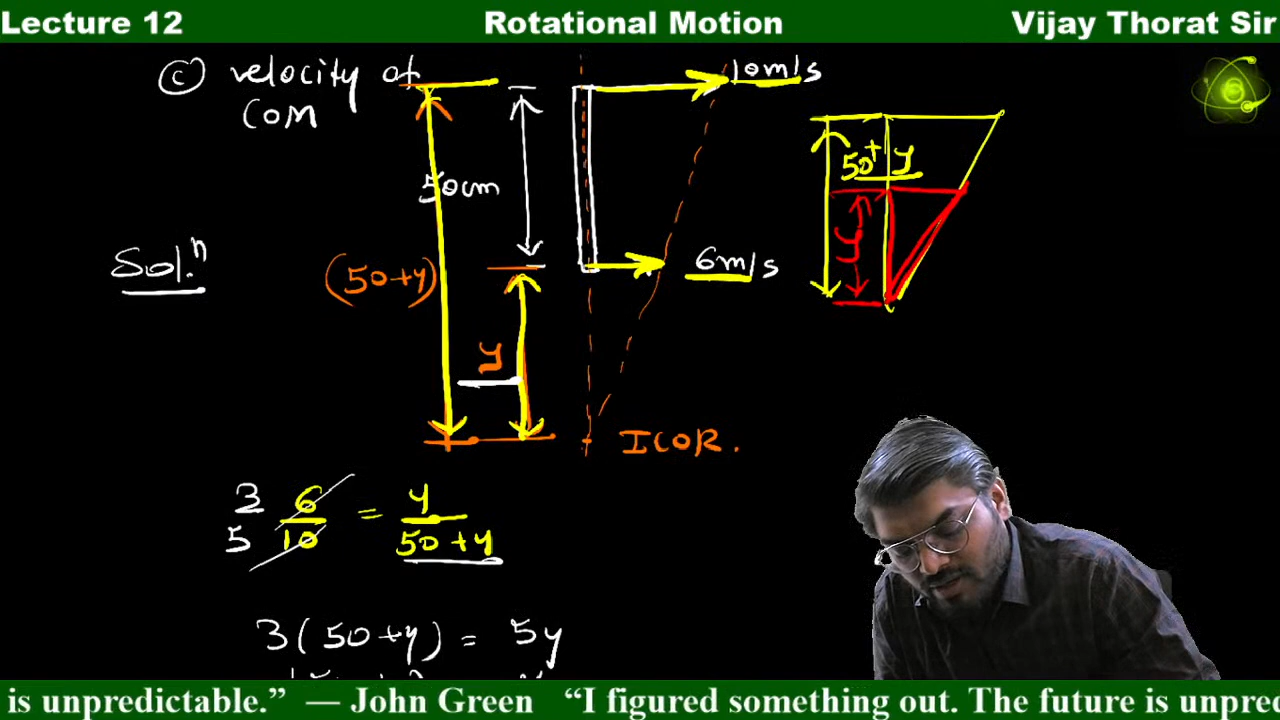 Lecture 12
Rotational Motion
Vijay Thorat Sir
(c) velocity of
COM
10m/s
50cm
50+y
y
Sol.ⁿ
(50+y)
6m/s
y
ICOR.
3 6 = y
5 10 50+y
3(50+y) = 5y
is unpredictable.” — John Green “I figured something out. The future is unpred